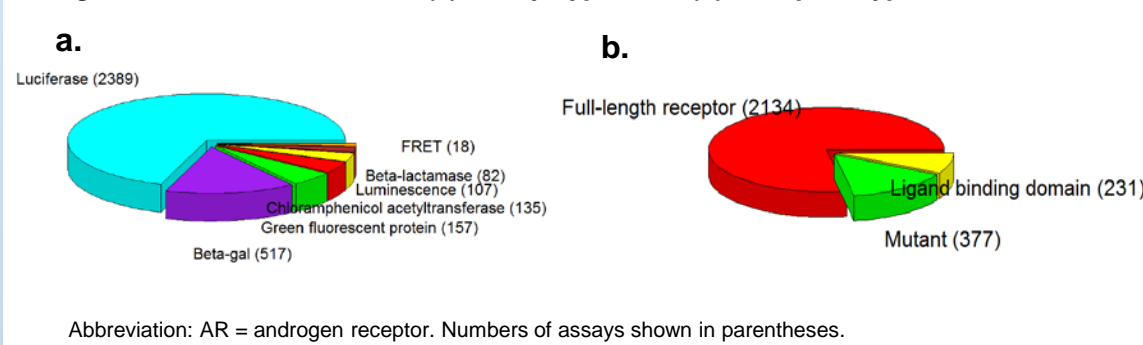 a.
Luciferase (2389)
FRET (18)
Beta-lactamase (82)
Luminescence (107)
Chloramphenicol acetyltransferase (135)
Green fluorescent protein (157)
Beta-gal (517)
b.
Full-length receptor (2134)
Ligand binding domain (231)
Mutant (377)
Abbreviation: AR = androgen receptor. Numbers of assays shown in parentheses.